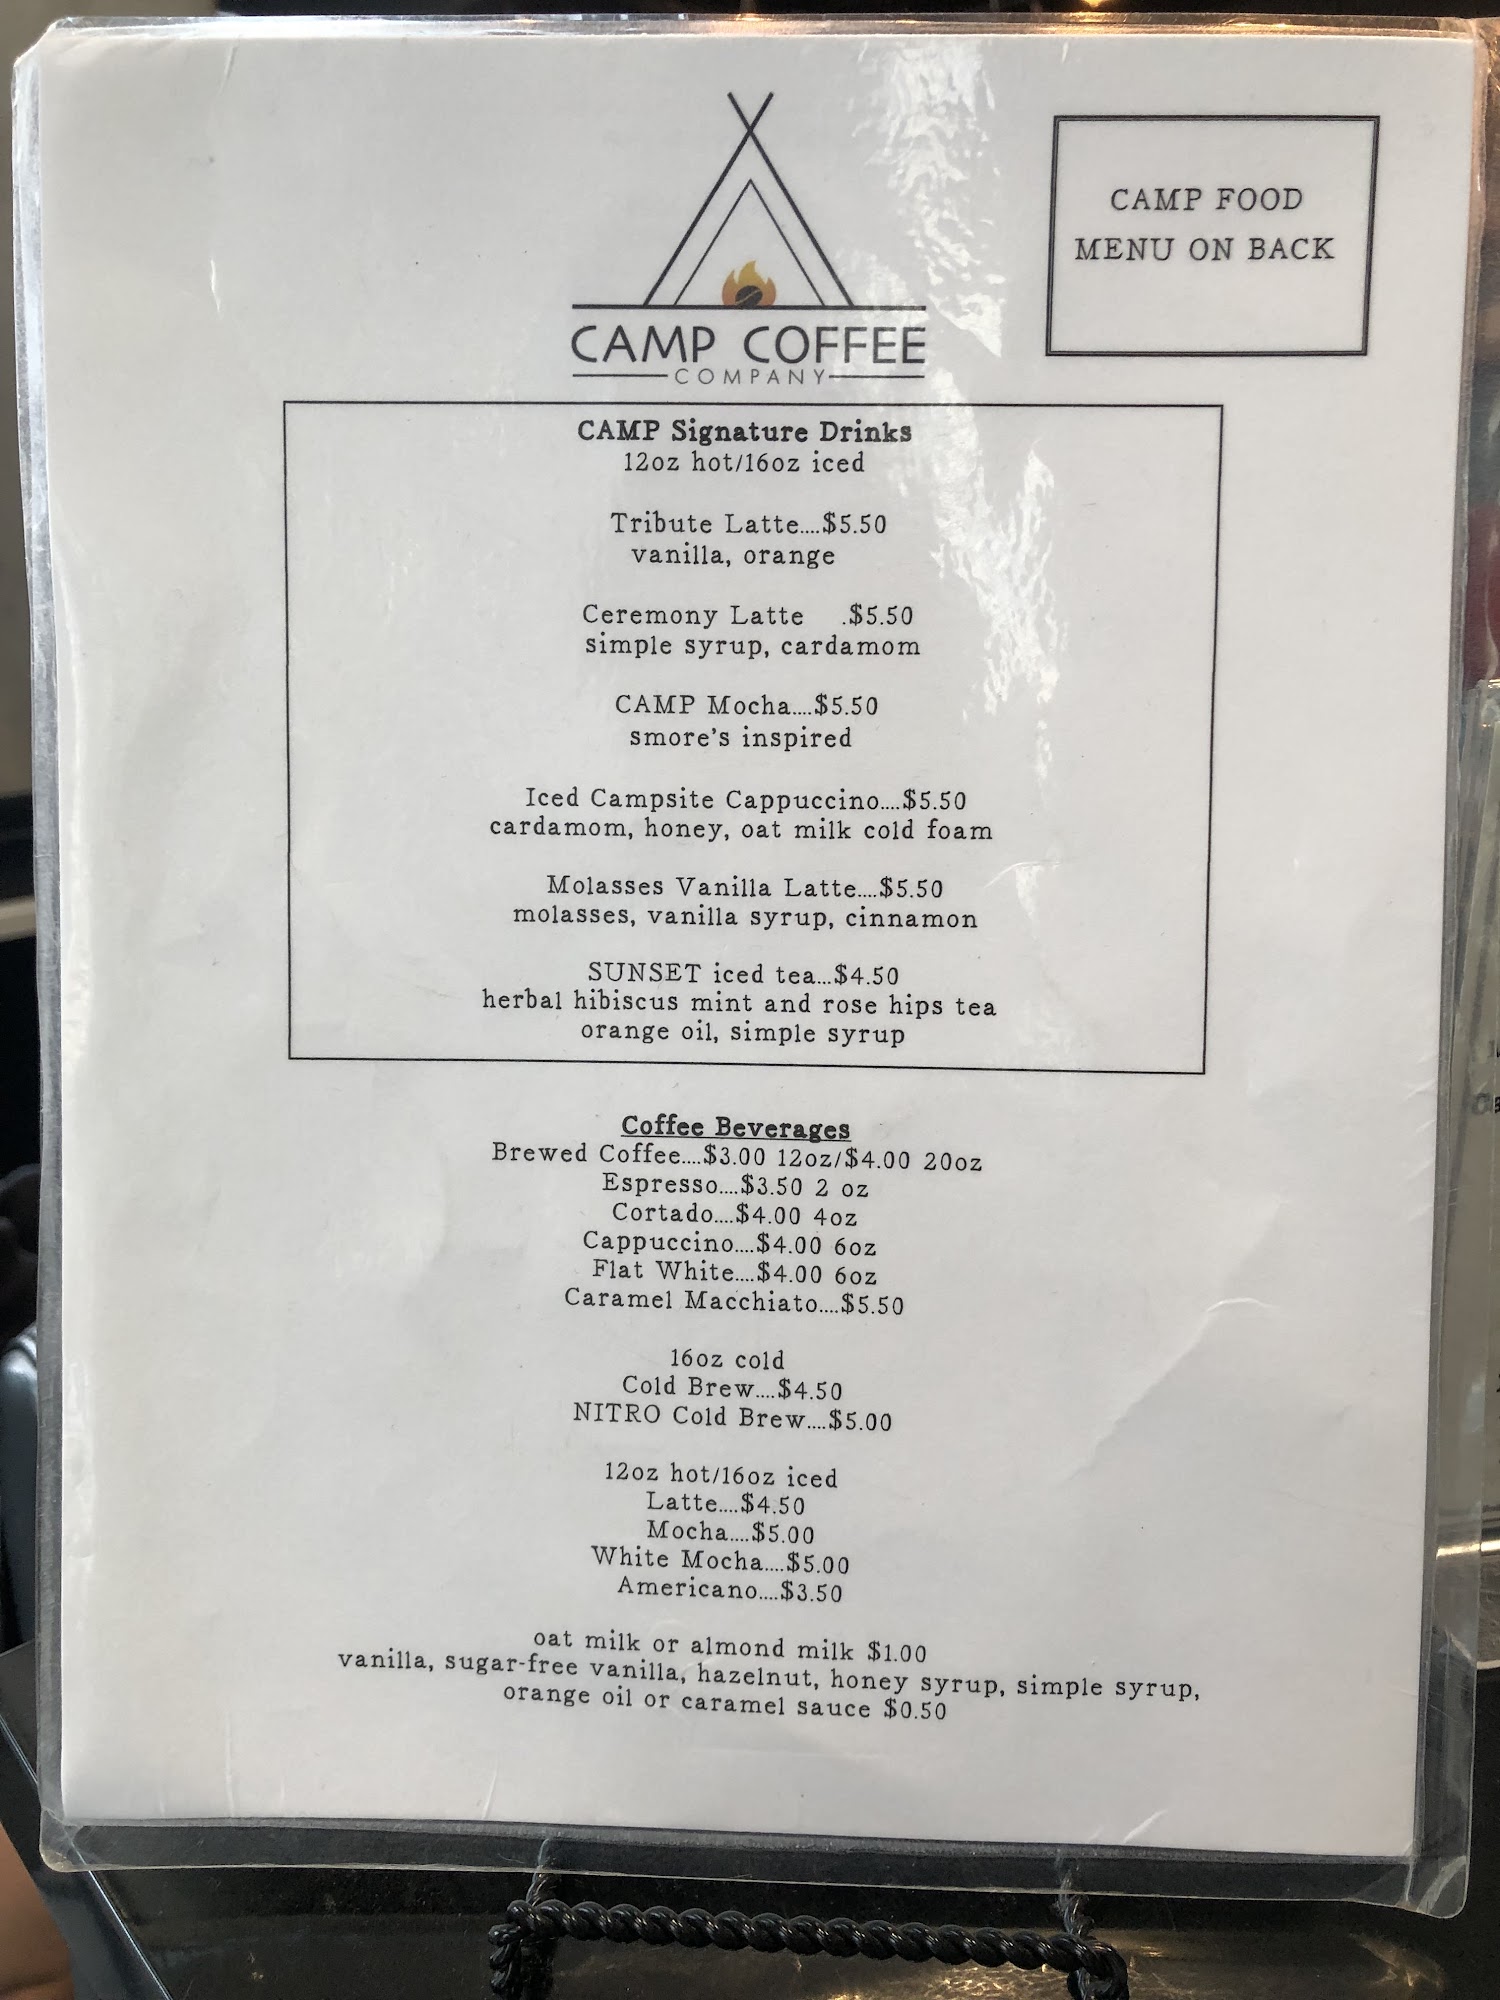 CAMP FOOD
MENU ON BACK
CAMP COFFEE
COMPANY
CAMP Signature Drinks
12oz hot/16oz iced
Tribute Latte....$5.50
vanilla, orange
Ceremony Latte .$5.50
simple syrup, cardamom
CAMP Mocha....$5.50
smore's inspired
Iced Campsite Cappuccino....$5.50
cardamom, honey, oat milk cold foam
Molasses Vanilla Latte....$5.50
molasses, vanilla syrup, cinnamon
SUNSET iced tea...$4.50
herbal hibiscus mint and rose hips tea
orange oil, simple syrup
Coffee Beverages
Brewed Coffee....$3.00 12oz/$4.00 20oz
Espresso....$3.50 2 oz
Cortado....$4.00 4oz
Cappuccino....$4.00 6oz
Flat White....$4.00 6oz
Caramel Macchiato....$5.50
16oz cold
Cold Brew....$4.50
NITRO Cold Brew....$5.00
12oz hot/16oz iced
Latte....$4.50
Mocha....$5.00
White Mocha....$5.00
Americano....$3.50
oat milk or almond milk $1.00
vanilla, sugar-free vanilla, hazelnut, honey syrup, simple syrup,
orange oil or caramel sauce $0.50